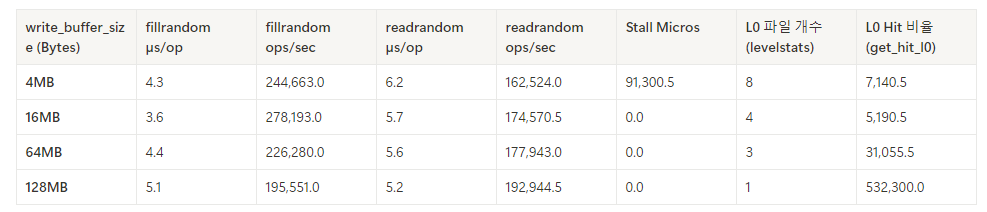 write_buffer_siz
e (Bytes)
fillrandom
µs/op
fillrandom
ops/sec
readrandom
µs/op
readrandom
ops/sec
Stall Micros
L0 파일 개수
(levelstats)
L0 Hit 비율
(get_hit_l0)
4MB 4.3 244,663.0 6.2 162,524.0 91,300.5 8 7,140.5
16MB 3.6 278,193.0 5.7 174,570.5 0.0 4 5,190.5
64MB 4.4 226,280.0 5.6 177,943.0 0.0 3 31,055.5
128MB 5.1 195,551.0 5.2 192,944.5 0.0 1 532,300.0